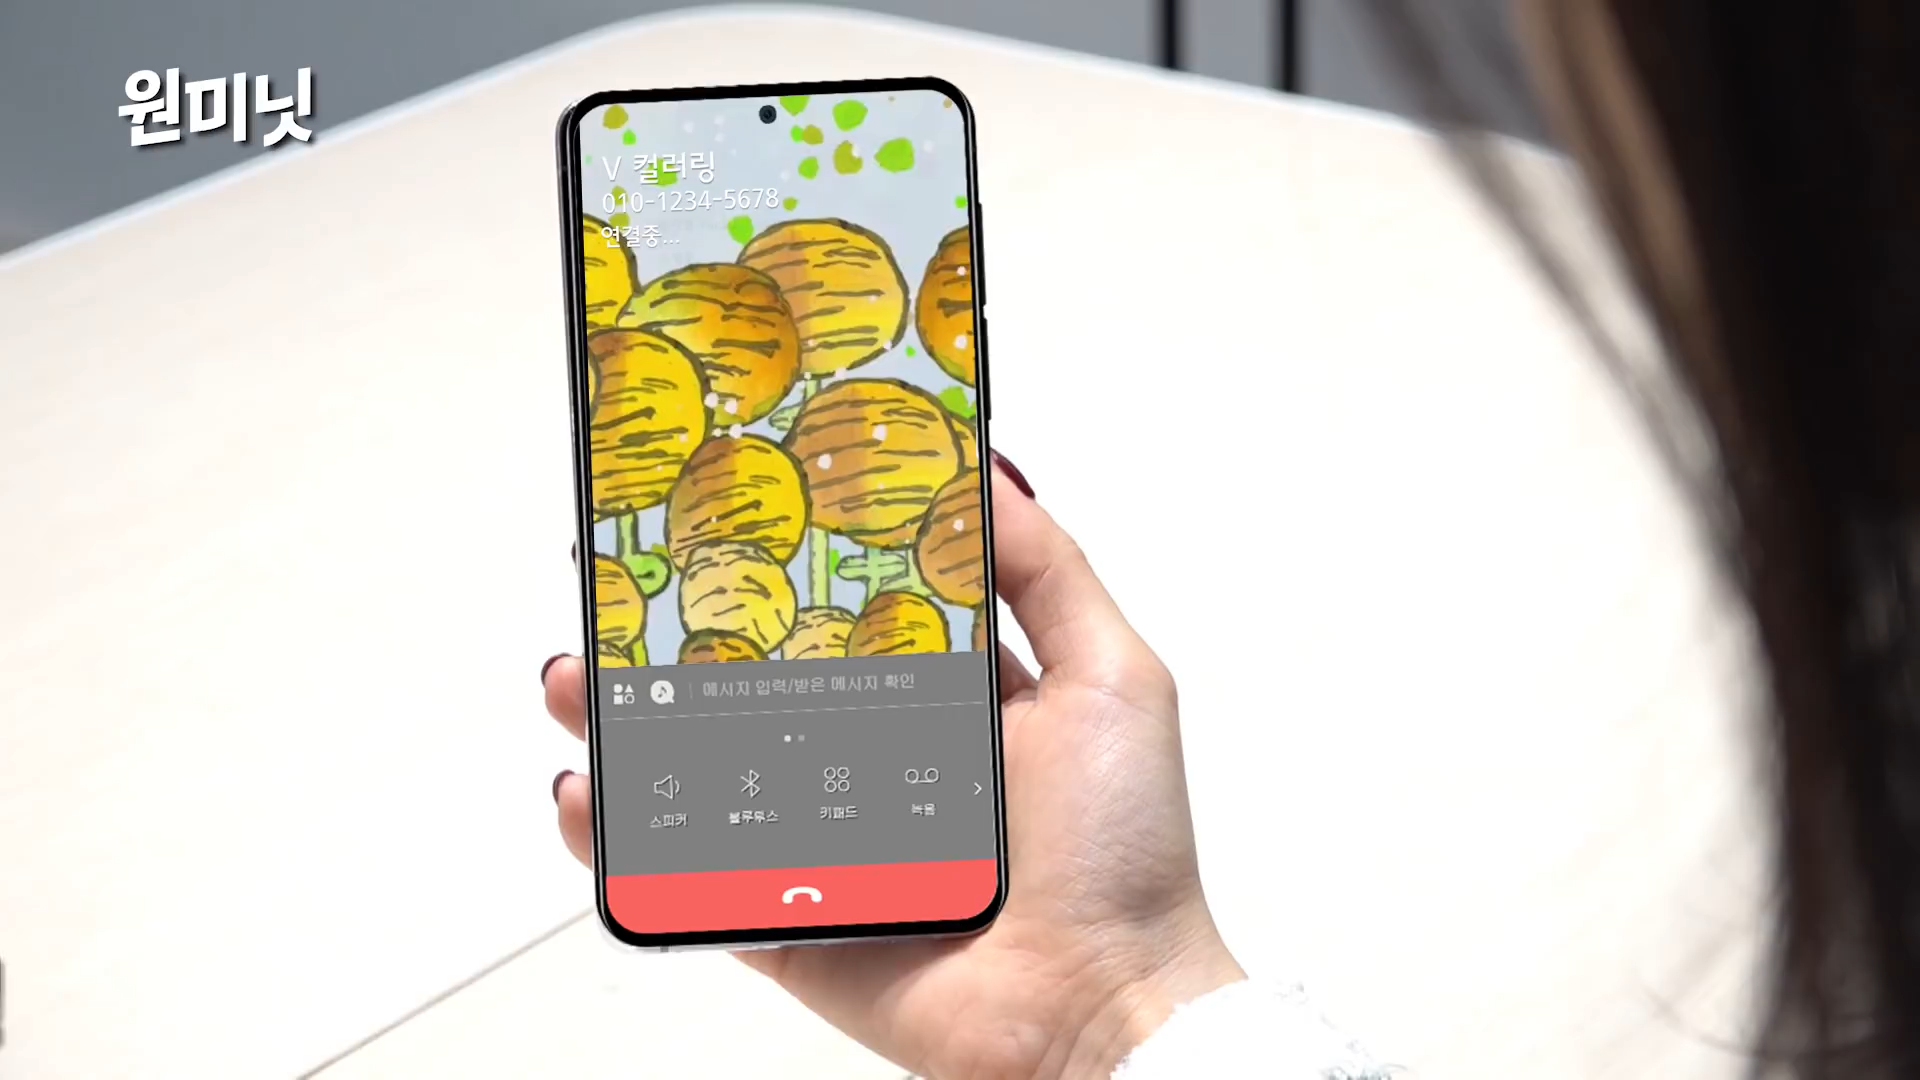 원미닛
V 컬러링
010-1234-5678
연결중...
메시지 입력/받은 메시지 확인
스피커
블루투스
키패드
녹음